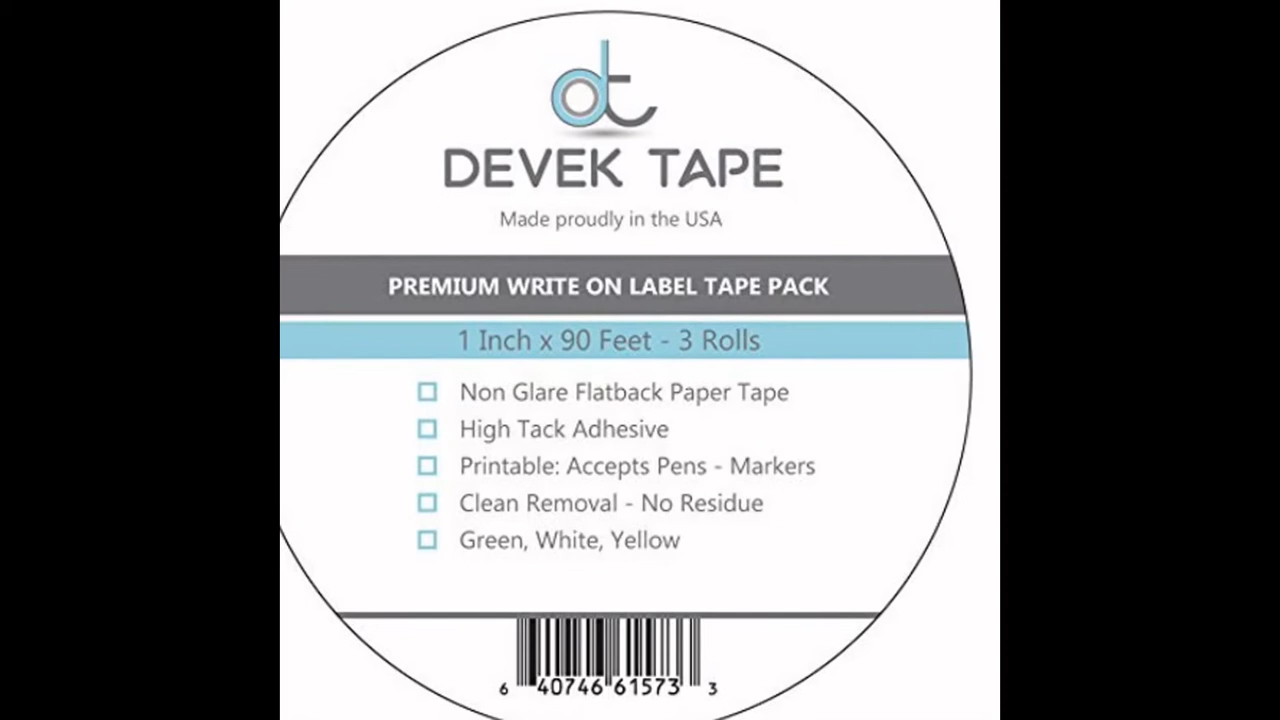 dt
DEVEK TAPE
Made proudly in the USA
PREMIUM WRITE ON LABEL TAPE PACK
1 Inch x 90 Feet - 3 Rolls
Non Glare Flatback Paper Tape
High Tack Adhesive
Printable: Accepts Pens - Markers
Clean Removal - No Residue
Green, White, Yellow
6 40746 61573 3